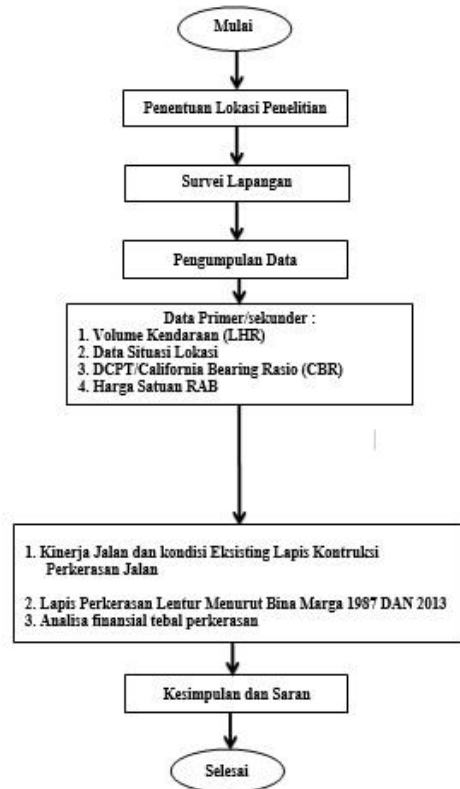 Mulai
Penentuan Lokasi Penelitian
Survei Lapangan
Pengumpulan Data
Data Primer/sekunder :
1. Volume Kendaraan (LHR)
2. Data Situasi Lokasi
3. DCPT/California Bearing Rasio (CBR)
4. Harga Satuan RAB
1. Kinerja Jalan dan kondisi Eksisting Lapis Kontruksi
Perkerasan Jalan
2. Lapis Perkerasan Lentur Menurut Bina Marga 1987 DAN 2013
3. Analisa finansial tebal perkerasan
Kesimpulan dan Saran
Selesai